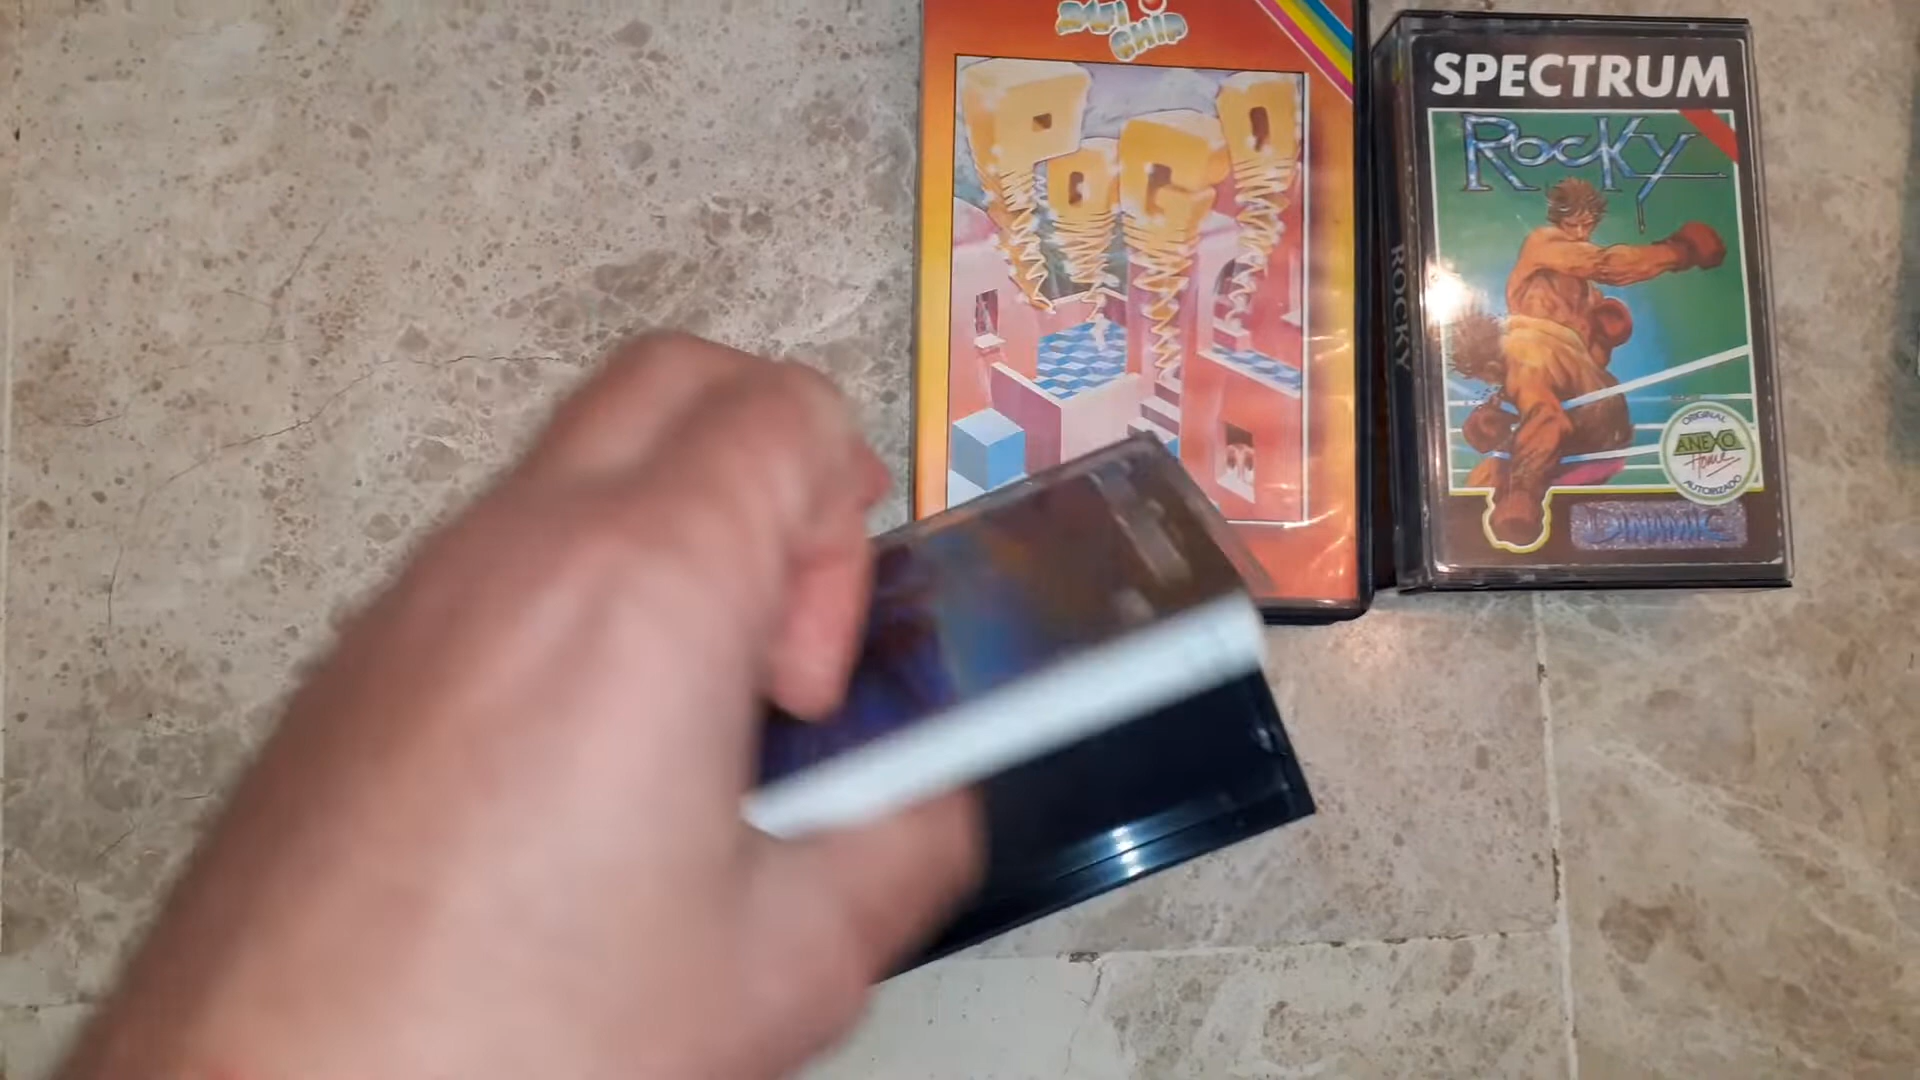 POGO
SPECTRUM
ROCKY
ROCKY
ORIGINAL
ANEXO
Home
AUTORIZADO
DINAMIC